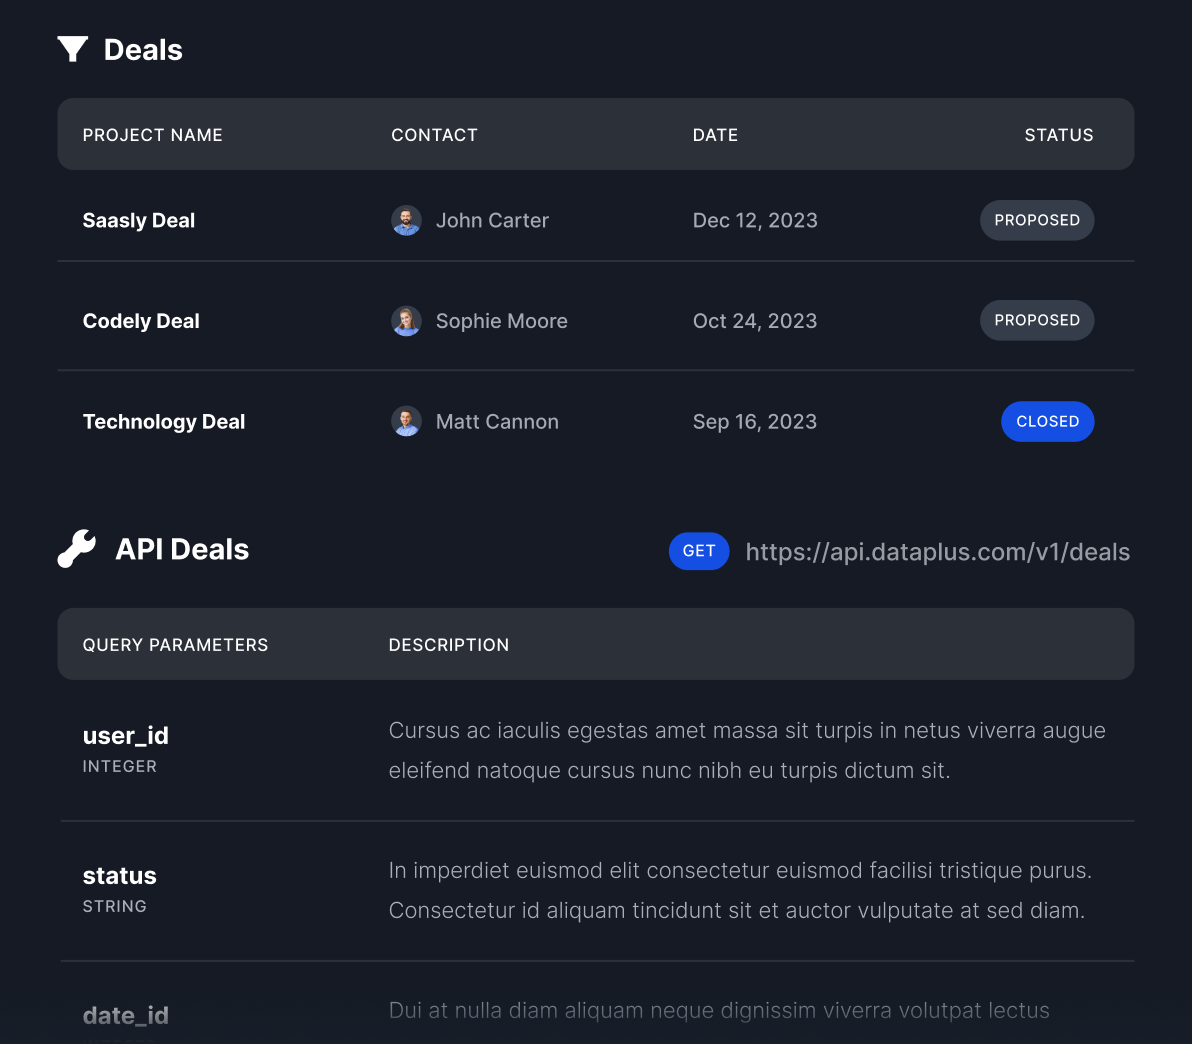 Deals
PROJECT NAME CONTACT DATE STATUS
Saasly Deal John Carter Dec 12, 2023 PROPOSED
Codely Deal Sophie Moore Oct 24, 2023 PROPOSED
Technology Deal Matt Cannon Sep 16, 2023 CLOSED
API Deals GET https://api.dataplus.com/v1/deals
QUERY PARAMETERS DESCRIPTION
user_id
INTEGER
Cursus ac iaculis egestas amet massa sit turpis in netus viverra augue
eleifend natoque cursus nunc nibh eu turpis dictum sit.
status
STRING
In imperdiet euismod elit consectetur euismod facilisi tristique purus.
Consectetur id aliquam tincidunt sit et auctor vulputate at sed diam.
date_id
Dui at nulla diam aliquam neque dignissim viverra volutpat lectus